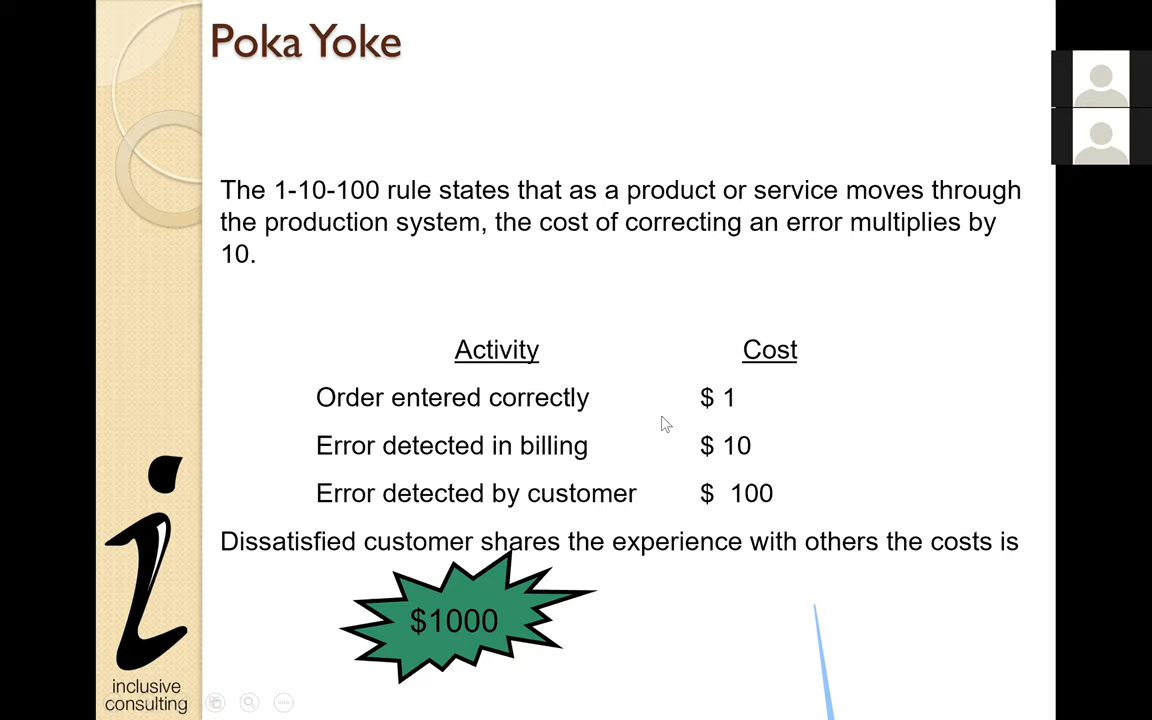 Poka Yoke
The 1-10-100 rule states that as a product or service moves through
the production system, the cost of correcting an error multiplies by
10.
Activity Cost
Order entered correctly $ 1
Error detected in billing $ 10
Error detected by customer $ 100
Dissatisfied customer shares the experience with others the costs is
$1000
inclusive
consulting